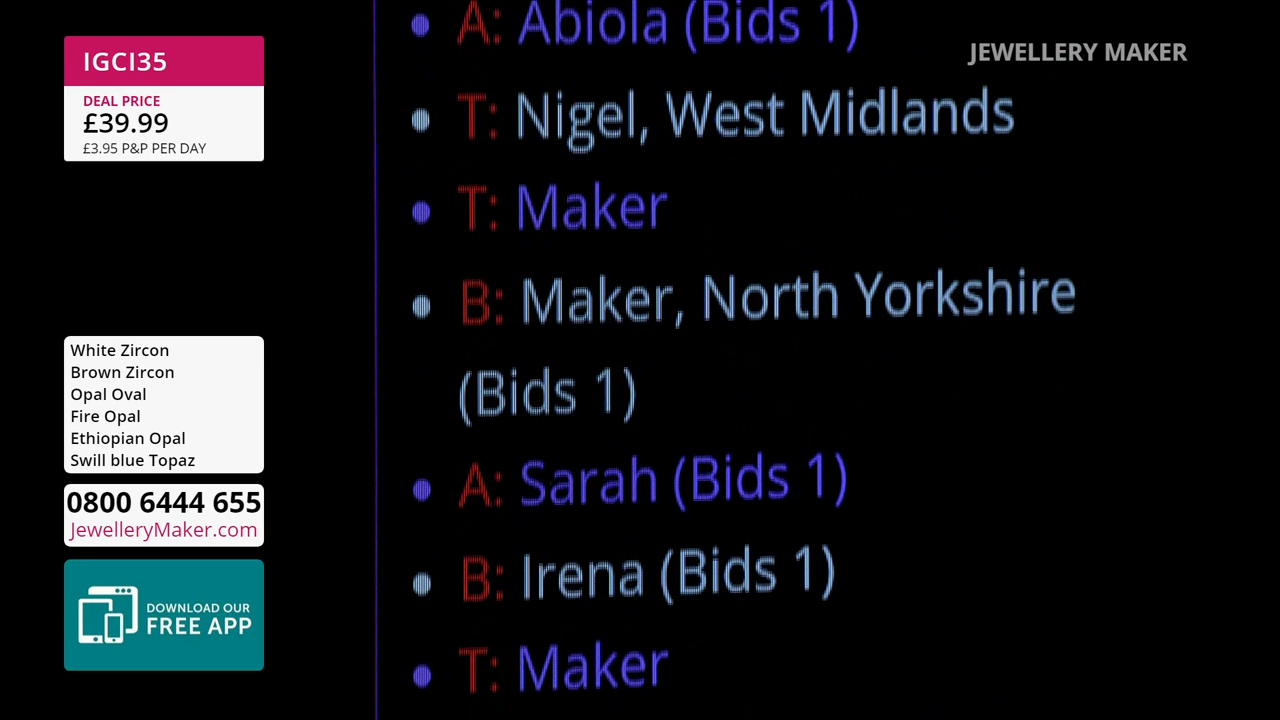 IGCI35
DEAL PRICE
£39.99
£3.95 P&P PER DAY
White Zircon
Brown Zircon
Opal Oval
Fire Opal
Ethiopian Opal
Swill blue Topaz
0800 6444 655
JewelleryMaker.com
DOWNLOAD OUR
FREE APP
JEWELLERY MAKER
• A: Abiola (Bids 1)
• T: Nigel, West Midlands
• T: Maker
• B: Maker, North Yorkshire
(Bids 1)
• A: Sarah (Bids 1)
• B: Irena (Bids 1)
• T: Maker